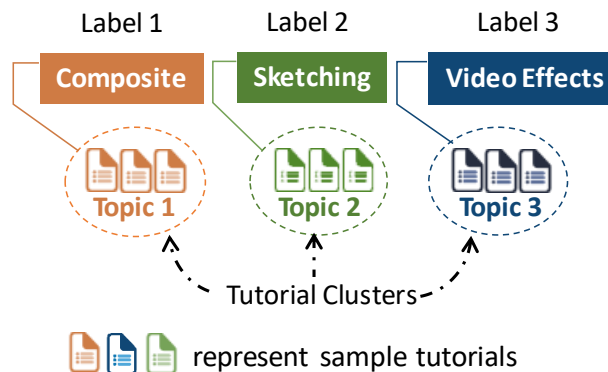 Label 1 Label 2 Label 3
Composite Sketching Video Effects
Topic 1 Topic 2 Topic 3
Tutorial Clusters
represent sample tutorials